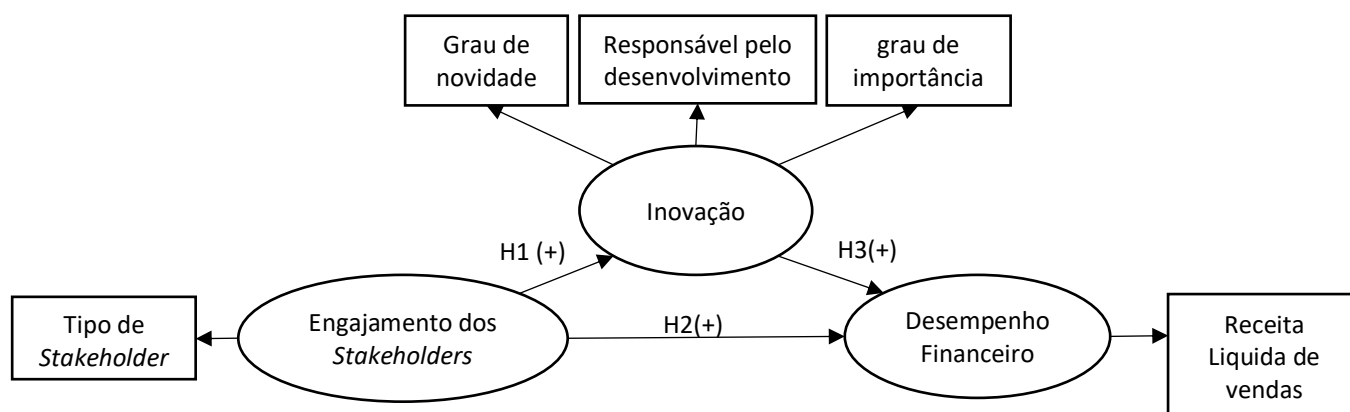 Grau de
novidade
Responsável pelo
desenvolvimento
grau de
importância
Inovação
H1 (+)
H3(+)
Tipo de
Stakeholder
Engajamento dos
Stakeholders
H2(+)
Desempenho
Financeiro
Receita
Liquida de
vendas